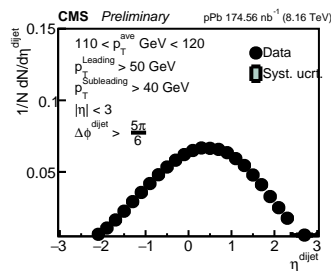 CMS Preliminary pPb 174.56 nb⁻¹ (8.16 TeV)
110 < p_T^ave GeV < 120
p_T^Leading > 50 GeV
p_T^Subleading > 40 GeV
|η| < 3
Δφ^dijet > 5π/6
Data
Syst. ucrt.
1/N dN/dη^dijet
0.15
0.1
0.05
−3 −2 −1 0 1 2 3
η^dijet